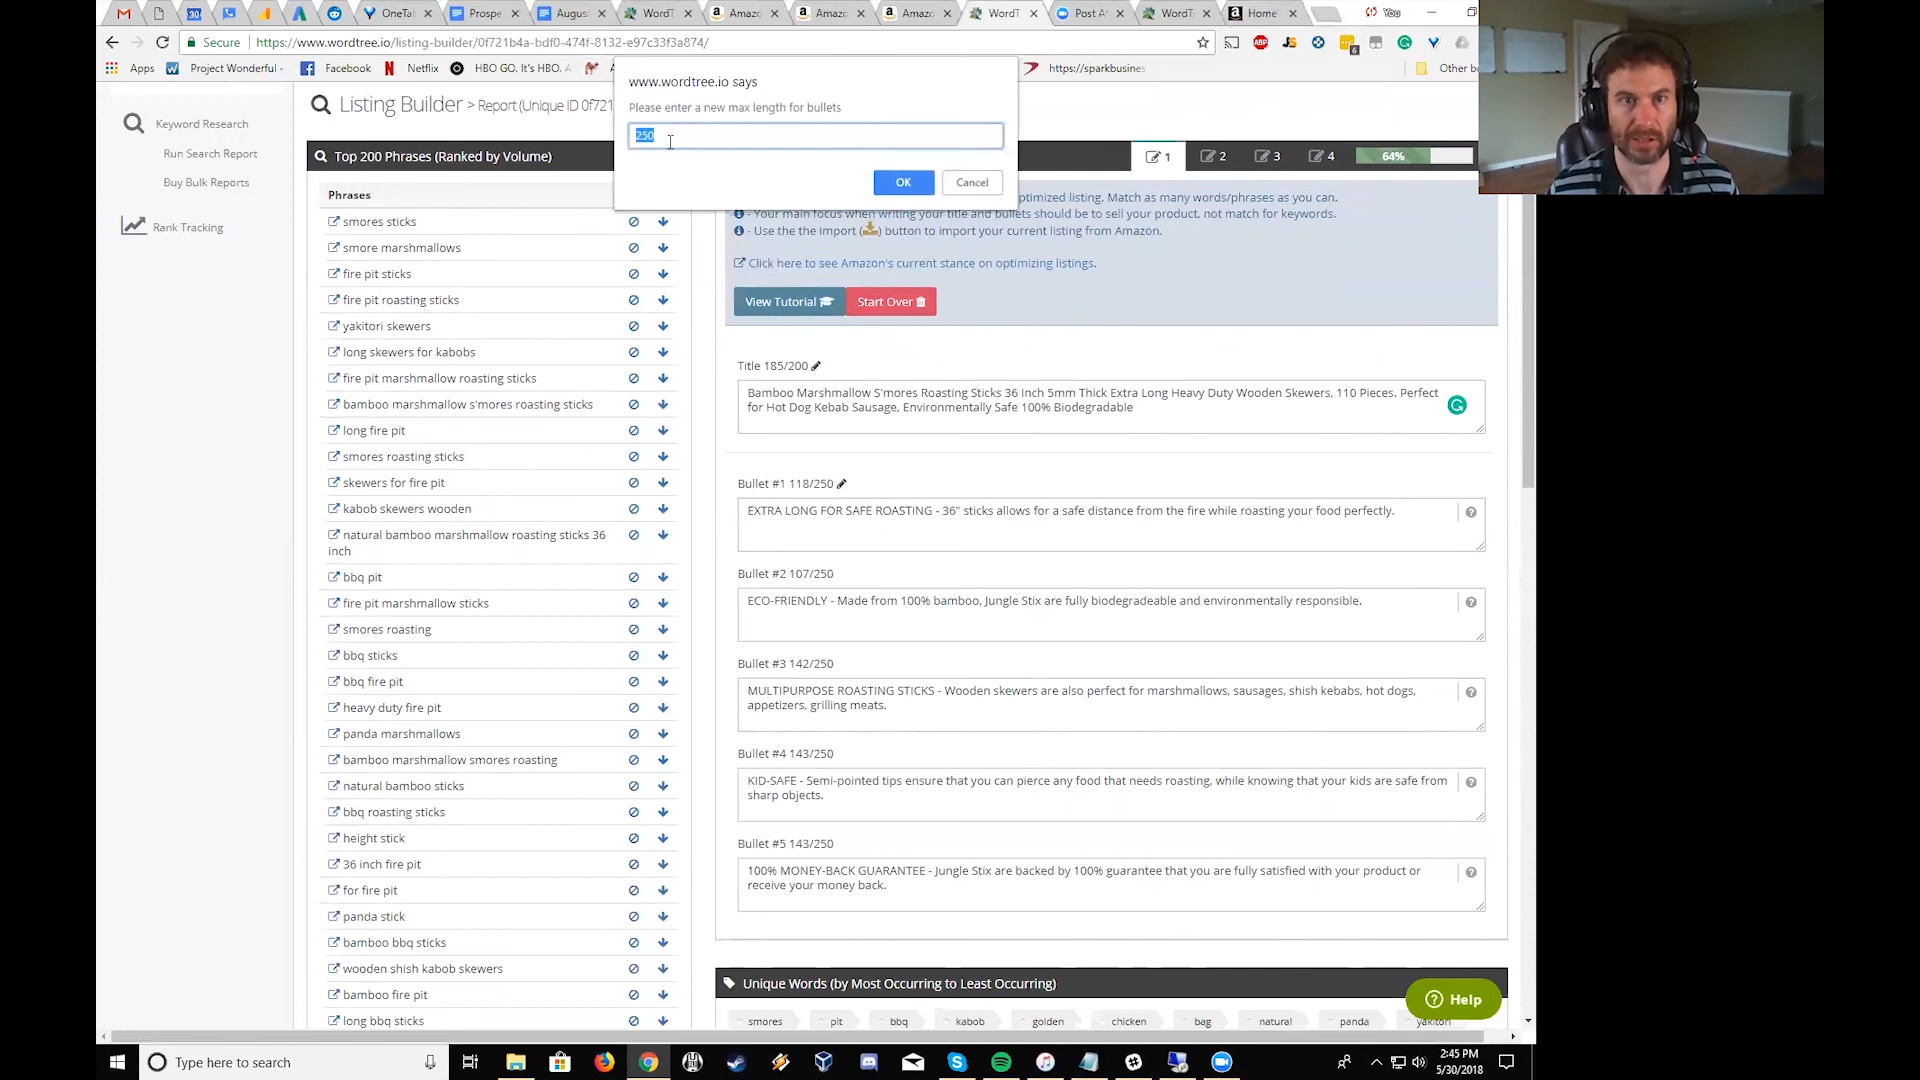 OneTa
Prospe
Augus
WordT
Amazo
Amazo
Amazo
WordT
Post A
WordT
Home
You
Secure
https://www.wordtree.io/listing-builder/0f721b4a-bdf0-474f-8132-e97c33f3a874/
Apps
Project Wonderful -
Facebook
Netflix
HBO GO. It's HBO. A
https://sparkbusines
Other b
www.wordtree.io says
Please enter a new max length for bullets
250
OK
Cancel
Keyword Research
Run Search Report
Buy Bulk Reports
Rank Tracking
Listing Builder > Report (Unique ID 0f721
Top 200 Phrases (Ranked by Volume)
Phrases
smores sticks
smore marshmallows
fire pit sticks
fire pit roasting sticks
yakitori skewers
long skewers for kabobs
fire pit marshmallow roasting sticks
bamboo marshmallow s'mores roasting sticks
long fire pit
smores roasting sticks
skewers for fire pit
kabob skewers wooden
natural bamboo marshmallow roasting sticks 36
inch
bbq pit
fire pit marshmallow sticks
smores roasting
bbq sticks
bbq fire pit
heavy duty fire pit
panda marshmallows
bamboo marshmallow smores roasting
natural bamboo sticks
bbq roasting sticks
height stick
36 inch fire pit
for fire pit
panda stick
bamboo bbq sticks
wooden shish kabob skewers
bamboo fire pit
long bbq sticks
1
2
3
4
64%
optimized listing. Match as many words/phrases as you can.
- Your main focus when writing your title and bullets should be to sell your product, not match for keywords.
- Use the the import ( ) button to import your current listing from Amazon.
Click here to see Amazon's current stance on optimizing listings.
View Tutorial
Start Over
Title 185/200
Bamboo Marshmallow S'mores Roasting Sticks 36 Inch 5mm Thick Extra Long Heavy Duty Wooden Skewers, 110 Pieces. Perfect
for Hot Dog Kebab Sausage, Environmentally Safe 100% Biodegradable
Bullet #1 118/250
EXTRA LONG FOR SAFE ROASTING - 36" sticks allows for a safe distance from the fire while roasting your food perfectly.
Bullet #2 107/250
ECO-FRIENDLY - Made from 100% bamboo, Jungle Stix are fully biodegradeable and environmentally responsible.
Bullet #3 142/250
MULTIPURPOSE ROASTING STICKS - Wooden skewers are also perfect for marshmallows, sausages, shish kebabs, hot dogs,
appetizers, grilling meats.
Bullet #4 143/250
KID-SAFE - Semi-pointed tips ensure that you can pierce any food that needs roasting, while knowing that your kids are safe from
sharp objects.
Bullet #5 143/250
100% MONEY-BACK GUARANTEE - Jungle Stix are backed by 100% guarantee that you are fully satisfied with your product or
receive your money back.
Unique Words (by Most Occurring to Least Occurring)
smores
pit
bbq
kabob
golden
chicken
bag
natural
panda
yakitori
Help
Type here to search
2:45 PM
5/30/2018